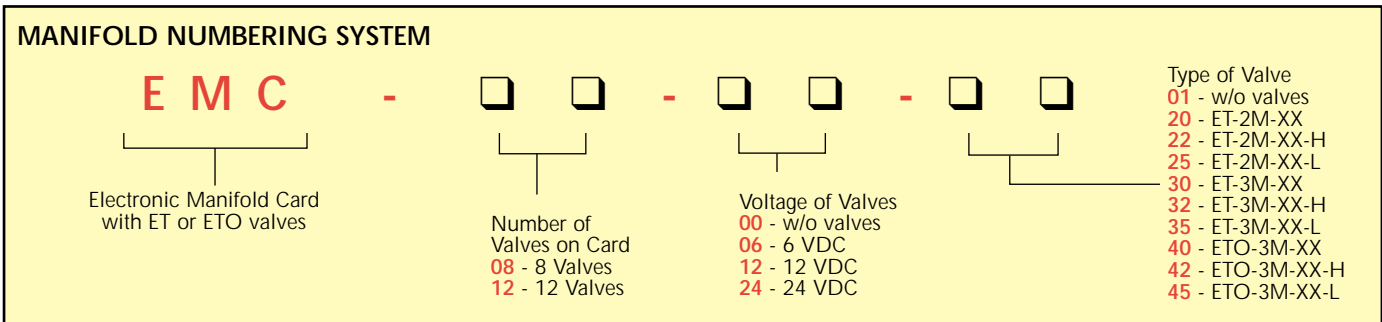 MANIFOLD NUMBERING SYSTEM
E M C - ❑ ❑ - ❑ ❑ - ❑ ❑
Electronic Manifold Card
with ET or ETO valves
Number of
Valves on Card
08 - 8 Valves
12 - 12 Valves
Voltage of Valves
00 - w/o valves
06 - 6 VDC
12 - 12 VDC
24 - 24 VDC
Type of Valve
01 - w/o valves
20 - ET-2M-XX
22 - ET-2M-XX-H
25 - ET-2M-XX-L
30 - ET-3M-XX
32 - ET-3M-XX-H
35 - ET-3M-XX-L
40 - ETO-3M-XX
42 - ETO-3M-XX-H
45 - ETO-3M-XX-L